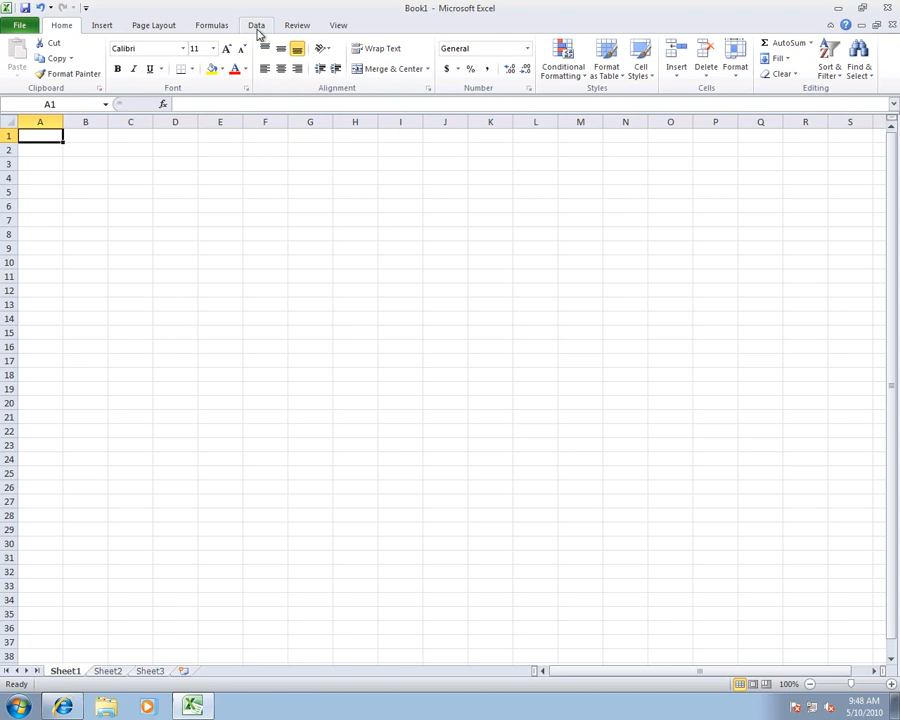 Book1 - Microsoft Excel
File Home Insert Page Layout Formulas Data Review View
Paste Cut Copy Format Painter Clipboard
Calibri 11 A A B I U A Font
Wrap Text Merge & Center Alignment
General $ % , .0 .00 .00 .0 Number
Conditional Formatting Format as Table Cell Styles Styles
Insert Delete Format Cells
Σ AutoSum Fill Clear Sort & Filter Find & Select Editing
A1 fx
A B C D E F G H I J K L M N O P Q R S
1
2
3
4
5
6
7
8
9
10
11
12
13
14
15
16
17
18
19
20
21
22
23
24
25
26
27
28
29
30
31
32
33
34
35
36
37
38
Sheet1 Sheet2 Sheet3
Ready 100%
9:48 AM
5/10/2010